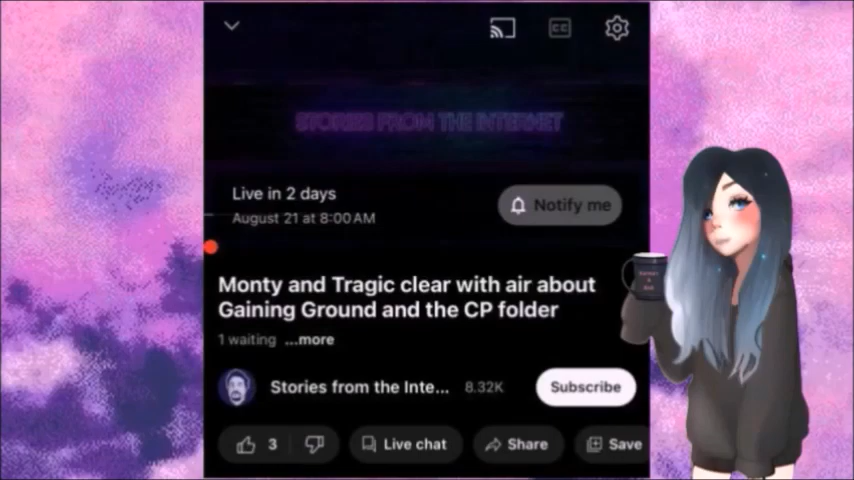 CC
STORIES FROM THE INTERNET
Live in 2 days
August 21 at 8:00 AM
Notify me
Monty and Tragic clear with air about
Gaining Ground and the CP folder
1 waiting ...more
Stories from the Inte... 8.32K Subscribe
3 Live chat Share Save